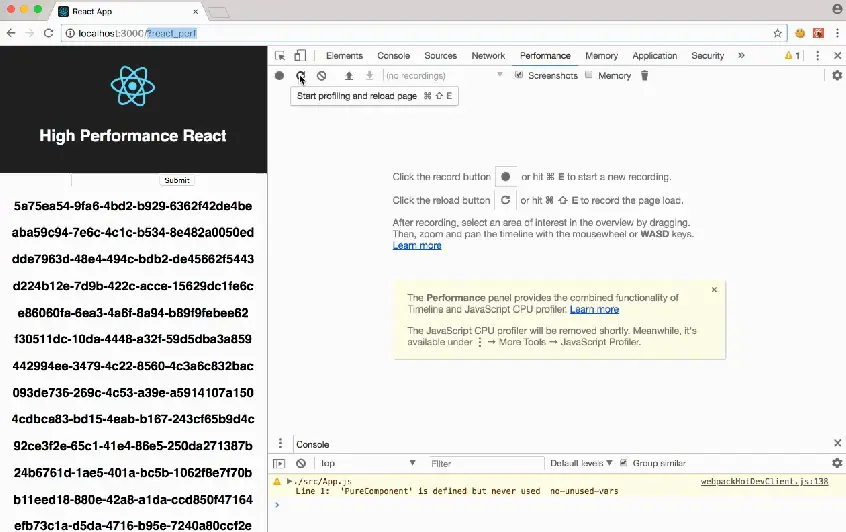 React App
localhost:3000/?react_perf
High Performance React
Submit
5a75ea54-9fa6-4bd2-b929-6362f42de4be
aba59c94-7e6c-4c1c-b534-8e482a0050ed
dde7963d-48e4-494c-bdb2-de45662f5443
d224b12e-7d9b-422c-acce-15629dc1fe6c
e86060fa-6ea3-4a6f-8a94-b89f9febee62
f30511dc-10da-4448-a32f-59d5dba3a859
442994ee-3479-4c22-8560-4c3a6c832bac
093de736-269c-4c53-a39e-a5914107a150
4cdbca83-bd15-4eab-b167-243cf65b9d4c
92ce3f2e-65c1-41e4-86e5-250da271387b
24b6761d-1ae5-401a-bc5b-1062f8e7f70b
b11eed18-880e-42a8-a1da-ccd850f47164
efb73c1a-d5da-4716-b95e-7240a80ccf2e
Elements Console Sources Network Performance Memory Application Security » 1
(no recordings) Screenshots Memory
Start profiling and reload page ⌘ ⇧ E
Click the record button or hit ⌘ E to start a new recording.
Click the reload button or hit ⌘ ⇧ E to record the page load.
After recording, select an area of interest in the overview by dragging.
Then, zoom and pan the timeline with the mousewheel or WASD keys.
Learn more
The Performance panel provides the combined functionality of
Timeline and JavaScript CPU profiler. Learn more
The JavaScript CPU profiler will be removed shortly. Meanwhile, it's
available under ⋮ → More Tools → JavaScript Profiler.
Console
top Filter Default levels Group similar
./src/App.js webpackHotDevClient.js:138
Line 1: 'PureComponent' is defined but never used no-unused-vars